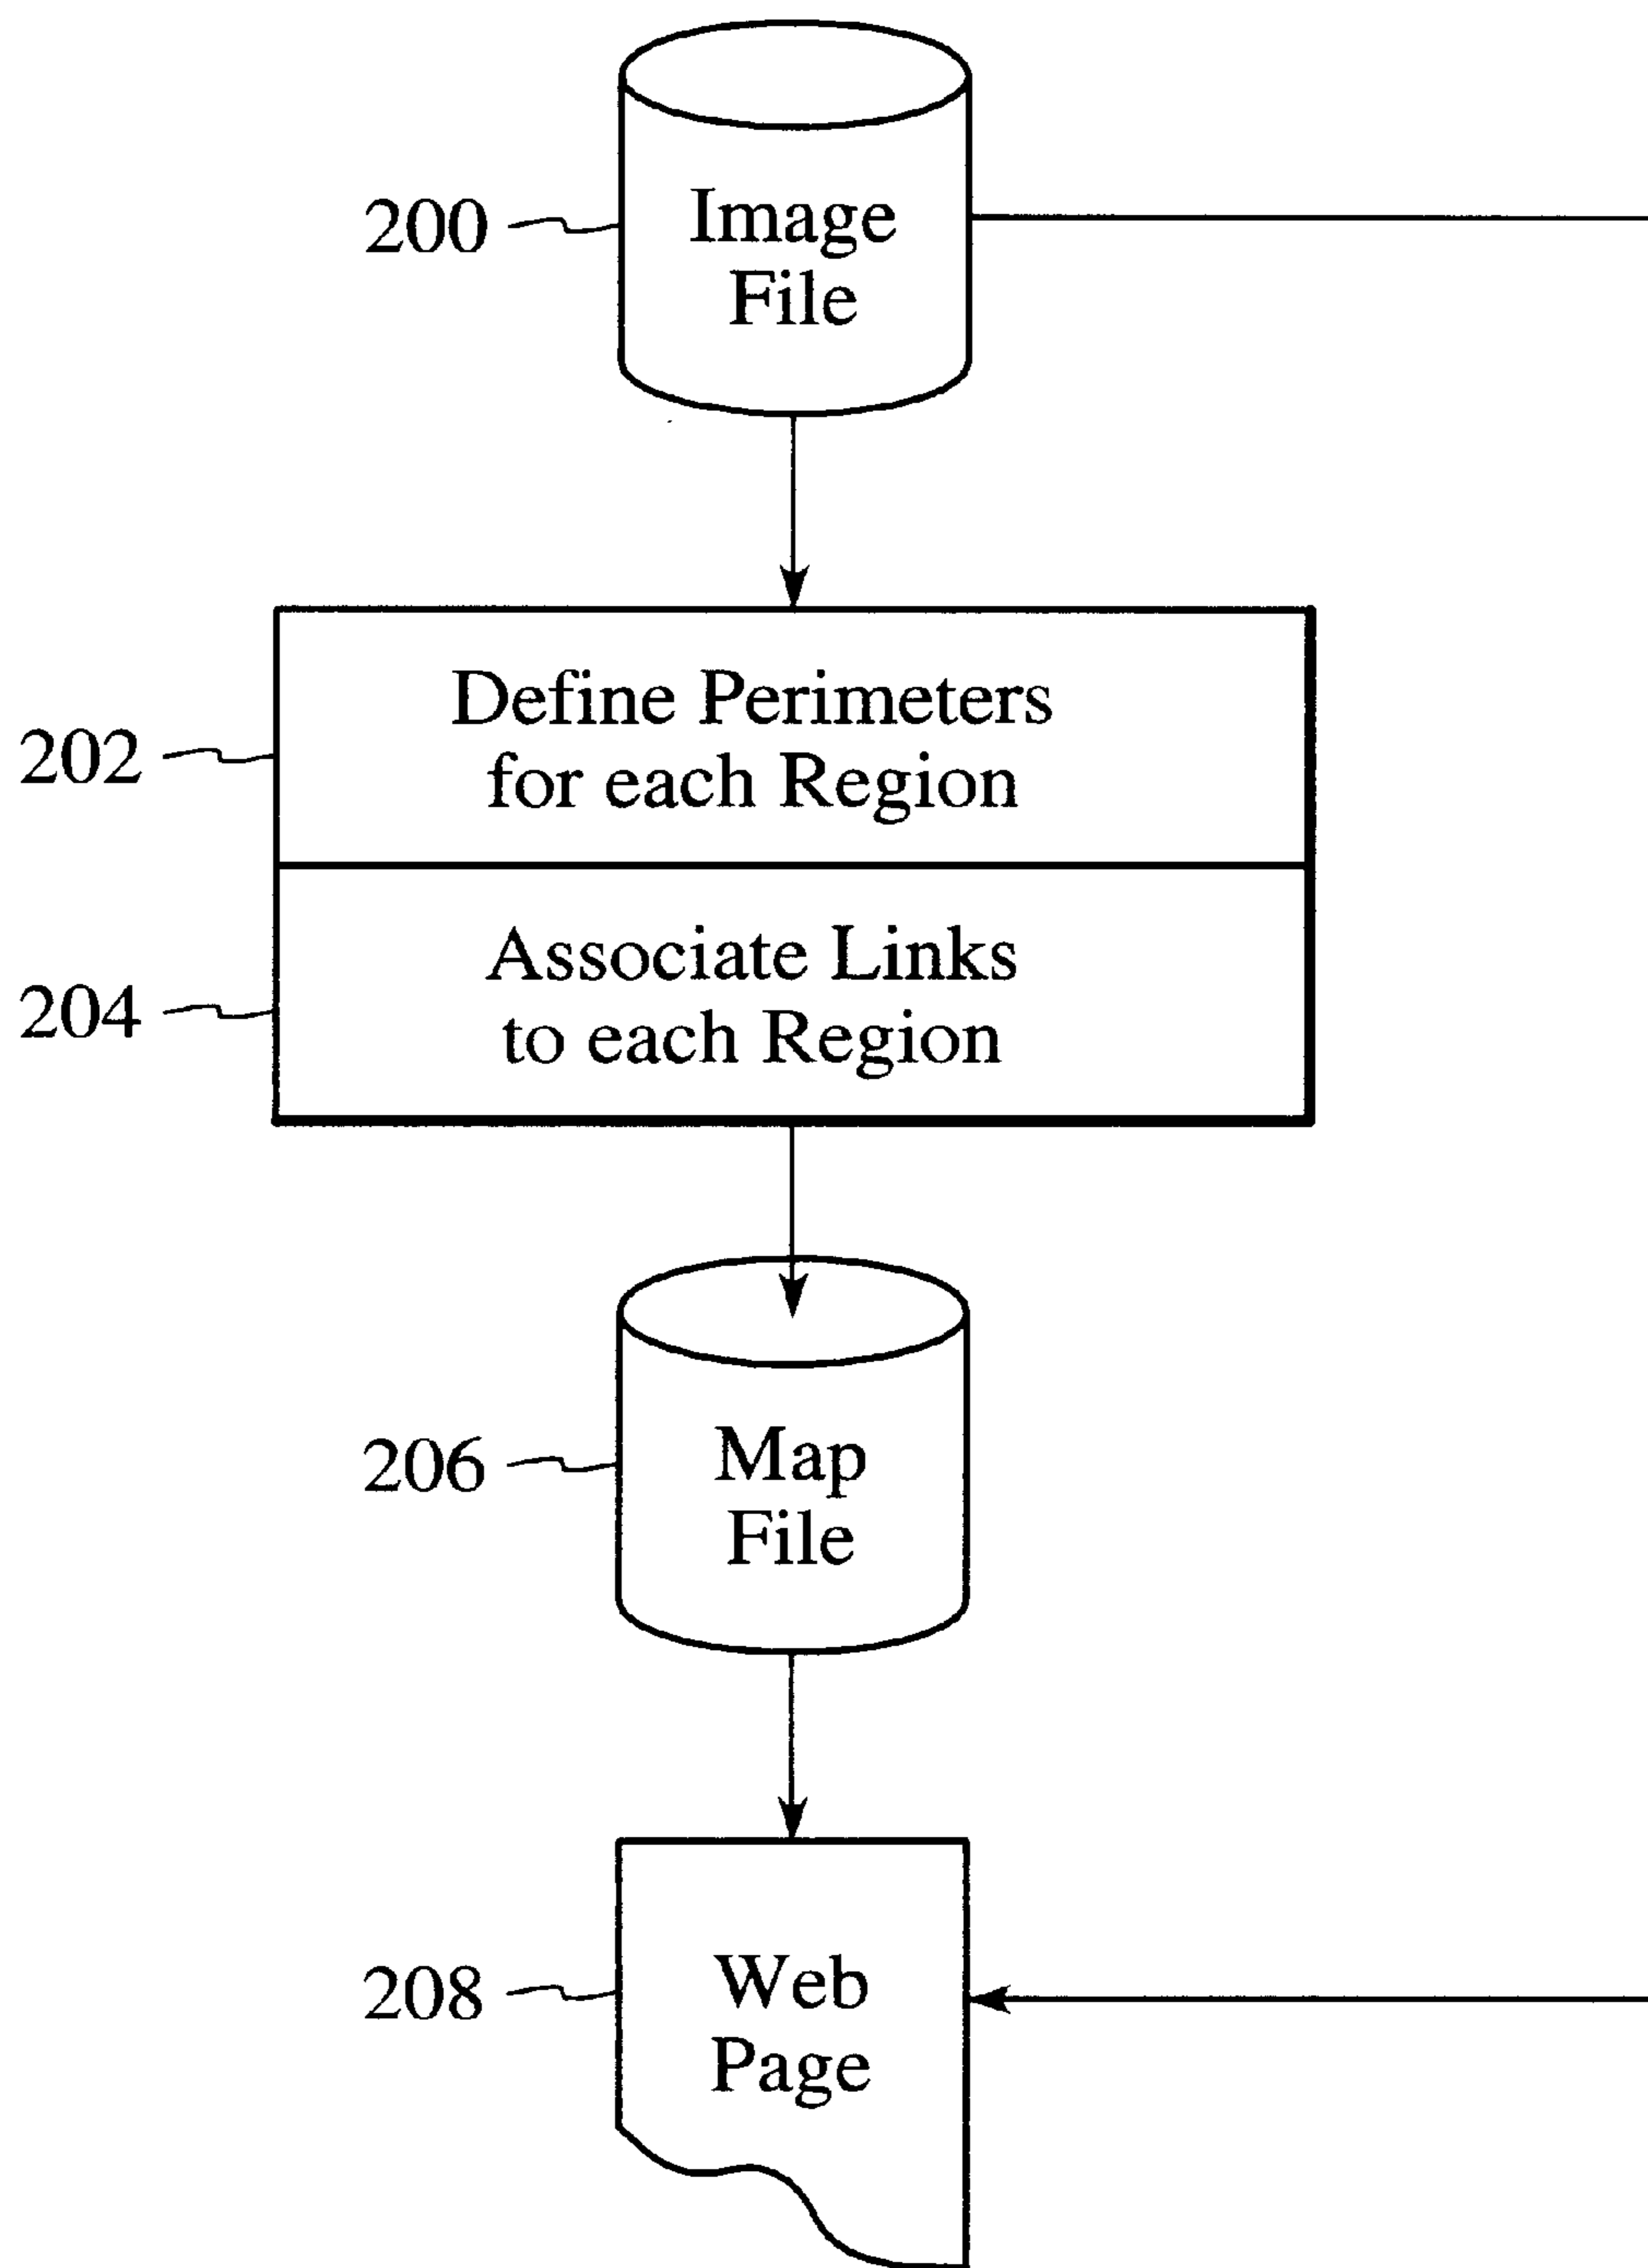 200
Image
File
202
Define Perimeters
for each Region
204
Associate Links
to each Region
206
Map
File
208
Web
Page